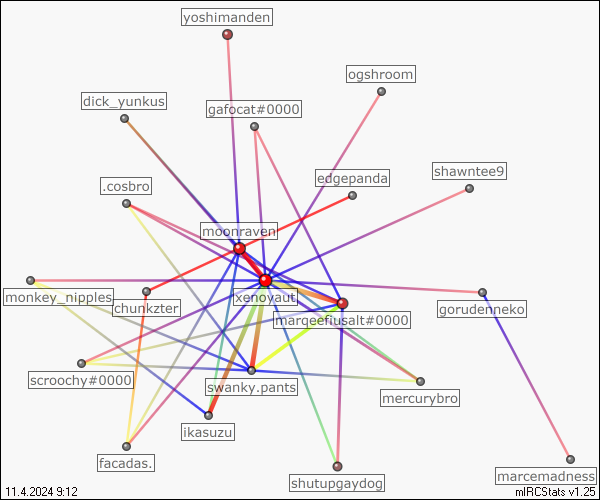 yoshimanden
ogshroom
dick_yunkus
gafocat#0000
shawntee9
edgepanda
.cosbro
moonraven
xenoyaut
monkey_nipples
chunkzter
margeefiusalt#0000
gorudenneko
scroochy#0000
swanky.pants
mercurybro
ikasuzu
facadas.
marcemadness
shutupgaydog
11.4.2024 9:12
mIRCStats v1.25